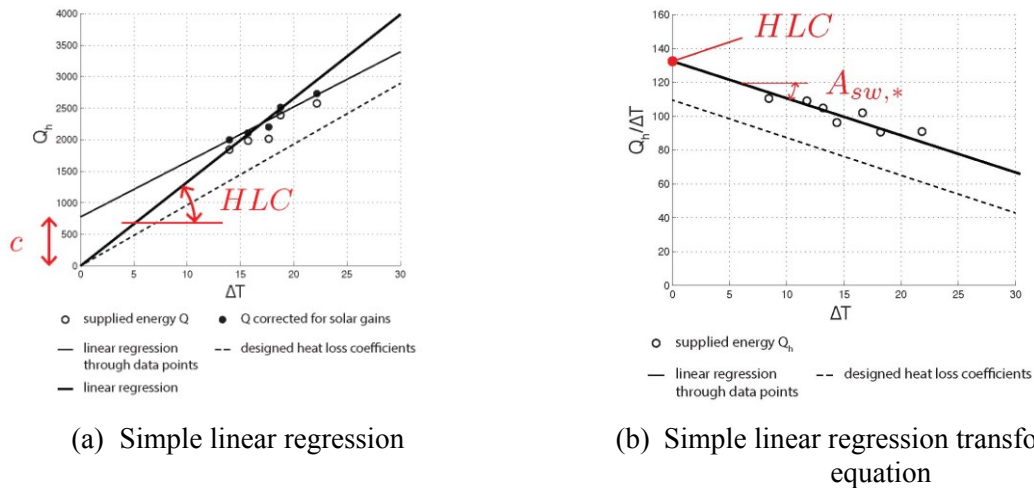 4000
3500
3000
2500
2000
1500
1000
500
0
Q_h
c
HLC
0 5 10 15 20 25 30
ΔT
supplied energy Q
Q corrected for solar gains
linear regression
through data points
designed heat loss coefficients
linear regression
(a) Simple linear regression
160
140
120
100
80
60
40
20
0
Q_h/ΔT
HLC
A_{sw,*}
0 5 10 15 20 25 30
ΔT
supplied energy Q_h
linear regression
through data points
designed heat loss coefficients
(b) Simple linear regression transfo
equation